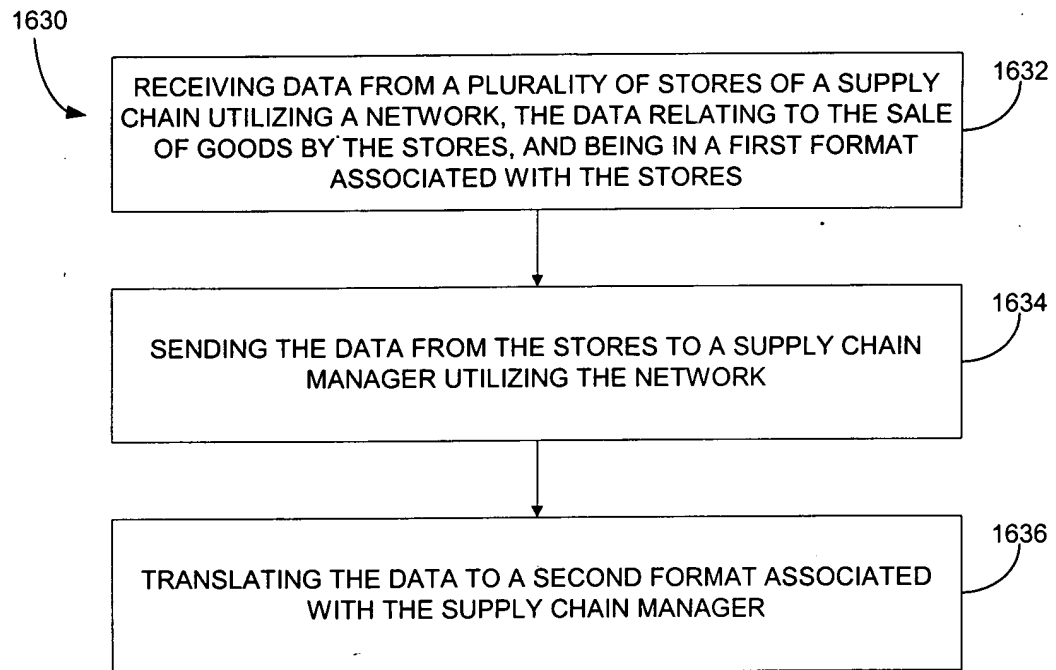 1630
RECEIVING DATA FROM A PLURALITY OF STORES OF A SUPPLY
CHAIN UTILIZING A NETWORK, THE DATA RELATING TO THE SALE
OF GOODS BY THE STORES, AND BEING IN A FIRST FORMAT
ASSOCIATED WITH THE STORES
1632
SENDING THE DATA FROM THE STORES TO A SUPPLY CHAIN
MANAGER UTILIZING THE NETWORK
1634
TRANSLATING THE DATA TO A SECOND FORMAT ASSOCIATED
WITH THE SUPPLY CHAIN MANAGER
1636